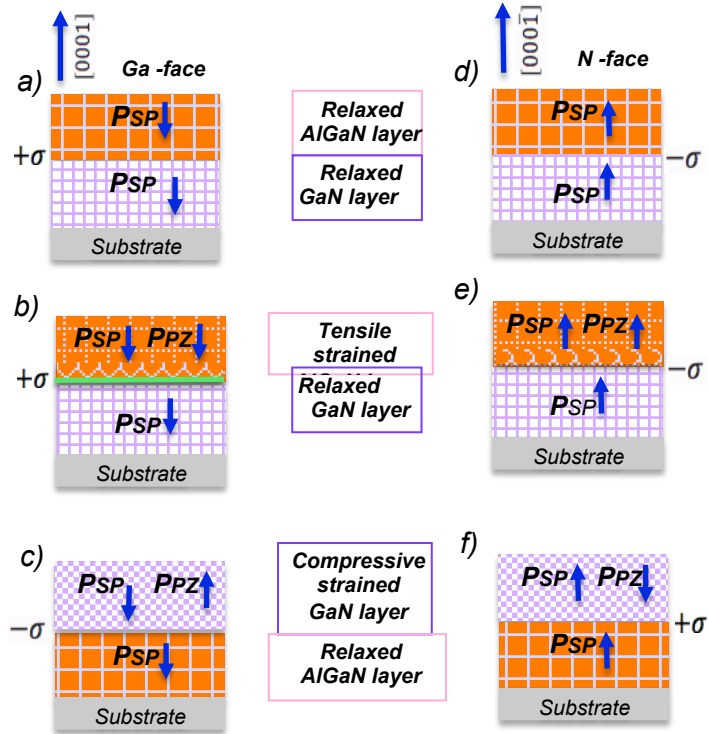 [0001]
Ga -face
[0001̄]
N -face
a)
PSP
+σ
PSP
Substrate
Relaxed
AlGaN layer
Relaxed
GaN layer
d)
PSP
−σ
PSP
Substrate
b)
PSP PPZ
+σ
PSP
Substrate
Tensile
strained
Relaxed
GaN layer
e)
PSP PPZ
−σ
PSP
Substrate
c)
PSP PPZ
−σ
PSP
Substrate
Compressive
strained
GaN layer
Relaxed
AlGaN layer
f)
PSP PPZ
+σ
PSP
Substrate